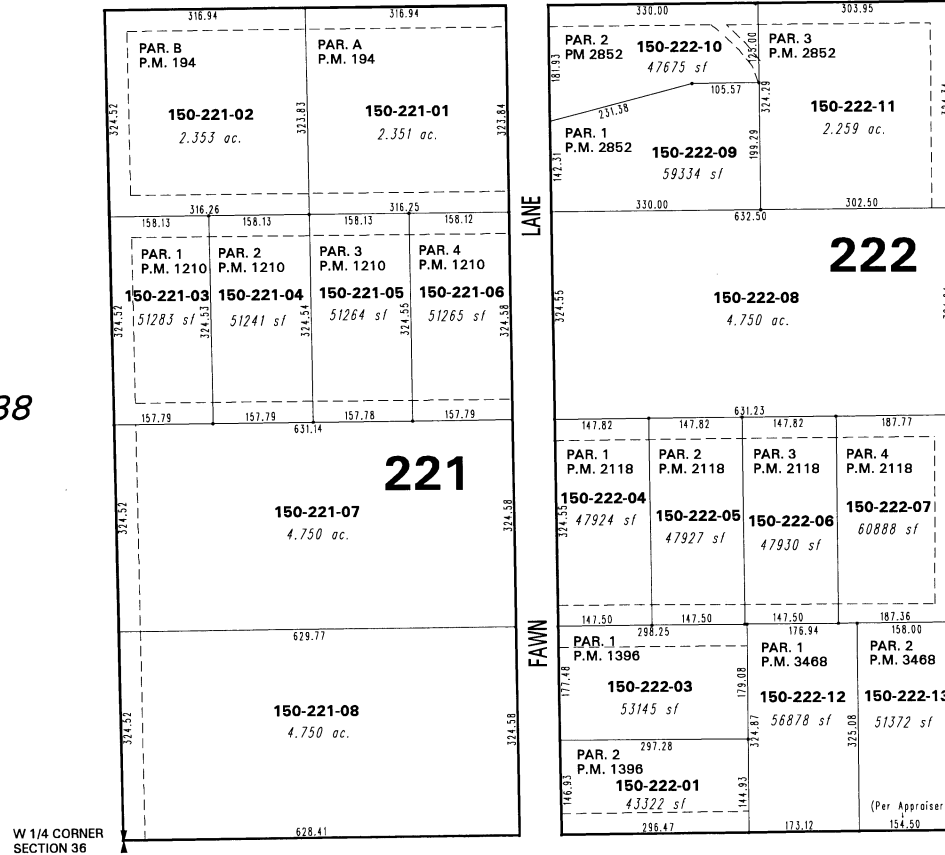 316.94
316.94
PAR. B
P.M. 194
PAR. A
P.M. 194
324.52
150-221-02
2.353 ac.
323.83
150-221-01
2.351 ac.
323.84
316.26
316.25
158.13
158.13
158.13
158.12
PAR. 1
P.M. 1210
PAR. 2
P.M. 1210
PAR. 3
P.M. 1210
PAR. 4
P.M. 1210
150-221-03
51283 sf
150-221-04
51241 sf
150-221-05
51264 sf
150-221-06
51265 sf
324.52
324.53
324.54
324.55
324.58
157.79
157.79
157.78
157.79
631.14
221
324.52
150-221-07
4.750 ac.
324.58
629.77
324.52
150-221-08
4.750 ac.
324.58
628.41
38
W 1/4 CORNER
SECTION 36
FAWN LANE
330.00
303.95
PAR. 2
PM 2852
150-222-10
47675 sf
181.93
125.00
PAR. 3
P.M. 2852
105.57
324.29
231.38
150-222-11
2.259 ac.
PAR. 1
P.M. 2852
150-222-09
59334 sf
142.31
199.29
330.00
302.50
632.50
222
324.55
150-222-08
4.750 ac.
631.23
147.82
147.82
147.82
187.77
PAR. 1
P.M. 2118
PAR. 2
P.M. 2118
PAR. 3
P.M. 2118
PAR. 4
P.M. 2118
324.55
150-222-04
47924 sf
150-222-05
47927 sf
150-222-06
47930 sf
150-222-07
60888 sf
147.50
147.50
147.50
187.36
298.25
176.94
158.00
PAR. 1
P.M. 1396
PAR. 1
P.M. 3468
PAR. 2
P.M. 3468
177.48
150-222-03
53145 sf
179.08
150-222-12
56878 sf
150-222-13
51372 sf
324.87
325.08
297.28
PAR. 2
P.M. 1396
150-222-01
43322 sf
146.93
144.93
(Per Appraiser
296.47
173.12
154.50